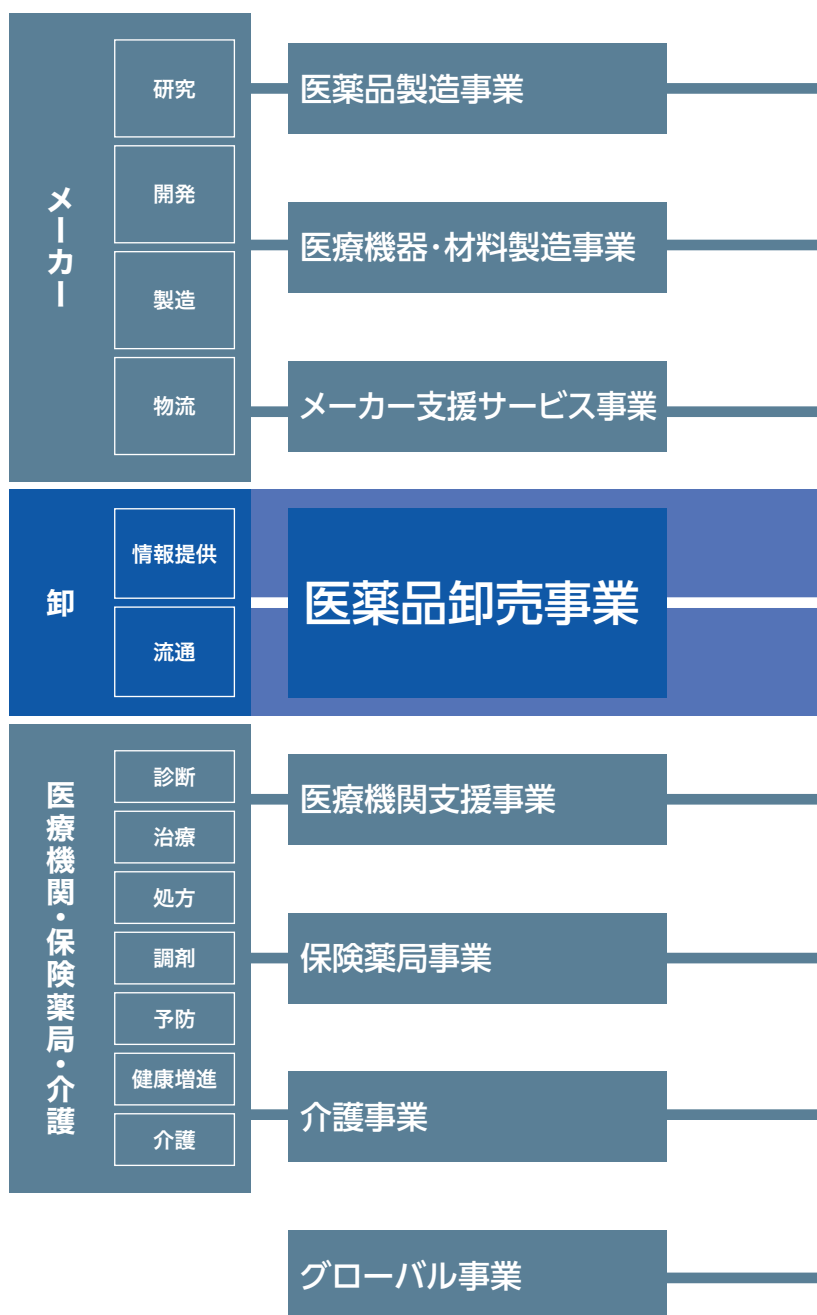 メーカー
研究
開発
製造
物流
医薬品製造事業
医療機器・材料製造事業
メーカー支援サービス事業
卸
情報提供
流通
医薬品卸売事業
医療機関・保険薬局・介護
診断
治療
処方
調剤
予防
健康増進
介護
医療機関支援事業
保険薬局事業
介護事業
グローバル事業